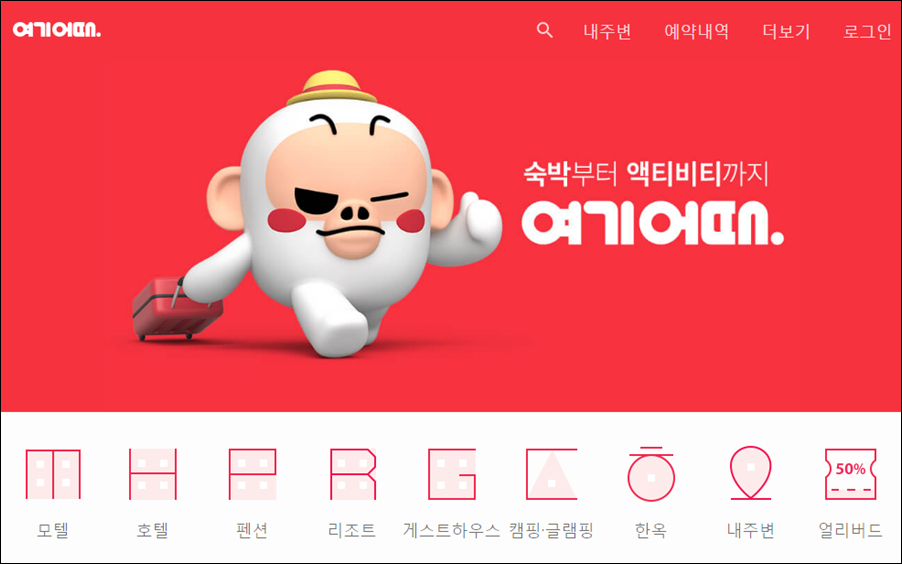 여기어때.
내주변 예약내역 더보기 로그인
숙박부터 액티비티까지
여기어때.
50%
모텔 호텔 펜션 리조트 게스트하우스 캠핑·글램핑 한옥 내주변 얼리버드